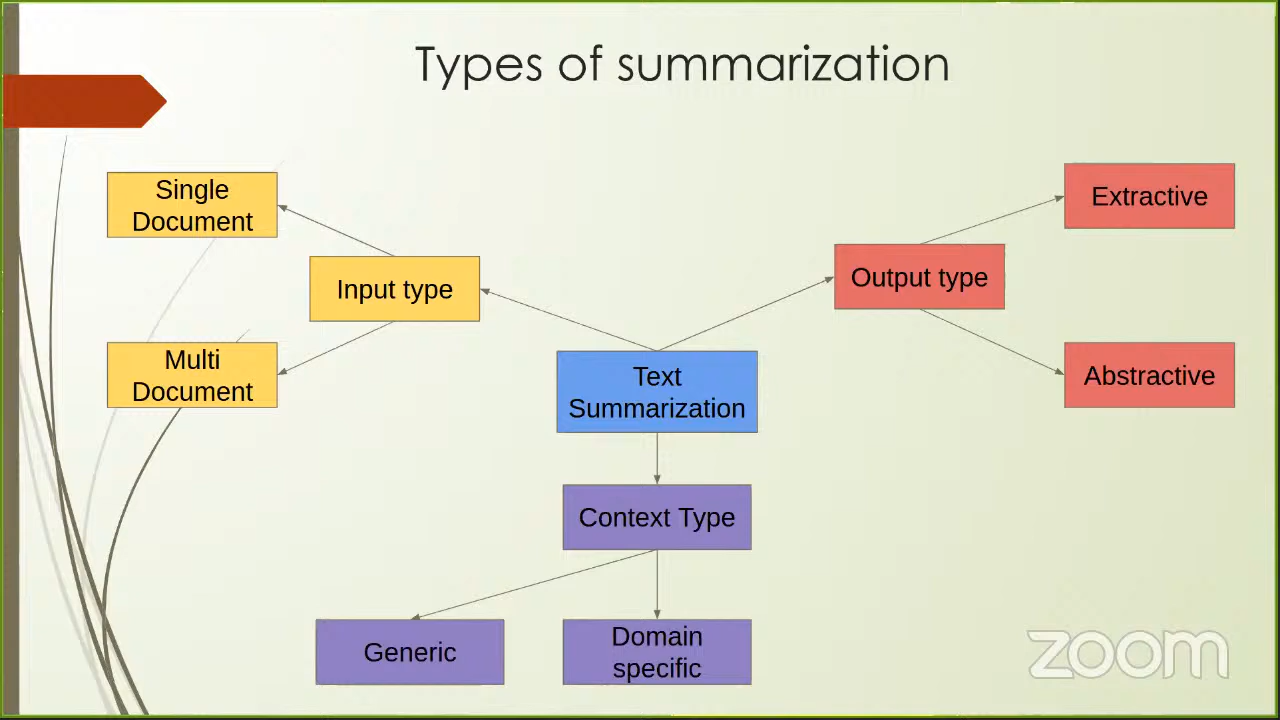 Types of summarization
Single
Document
Extractive
Input type
Output type
Multi
Document
Text
Summarization
Abstractive
Context Type
Generic
Domain
specific
zoom